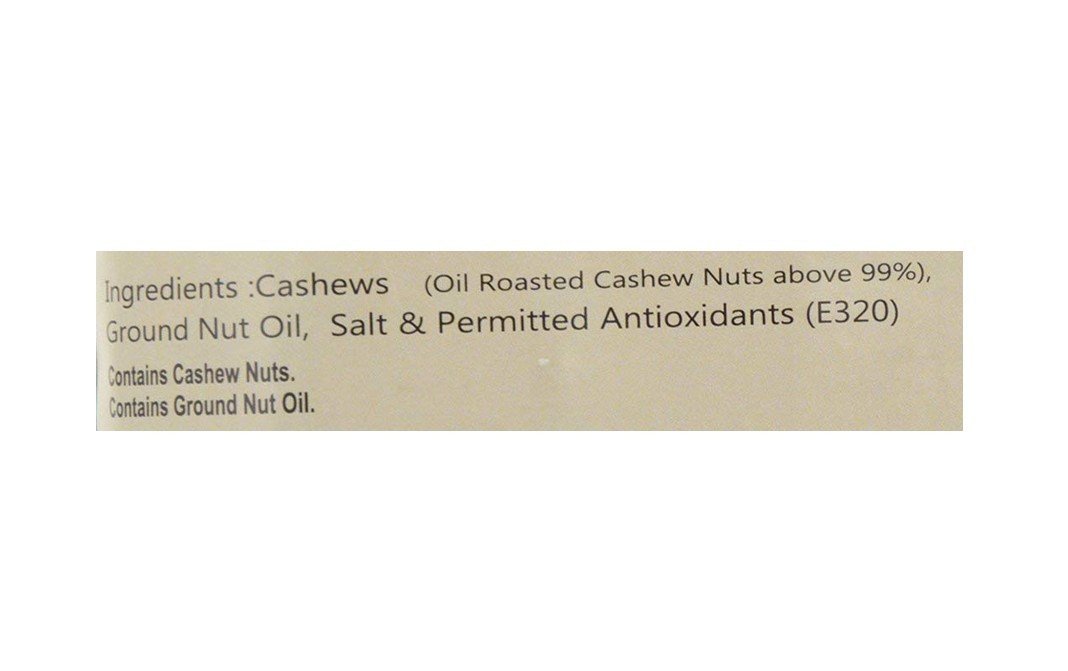 Ingredients :Cashews (Oil Roasted Cashew Nuts above 99%),
Ground Nut Oil, Salt & Permitted Antioxidants (E320)
Contains Cashew Nuts.
Contains Ground Nut Oil.